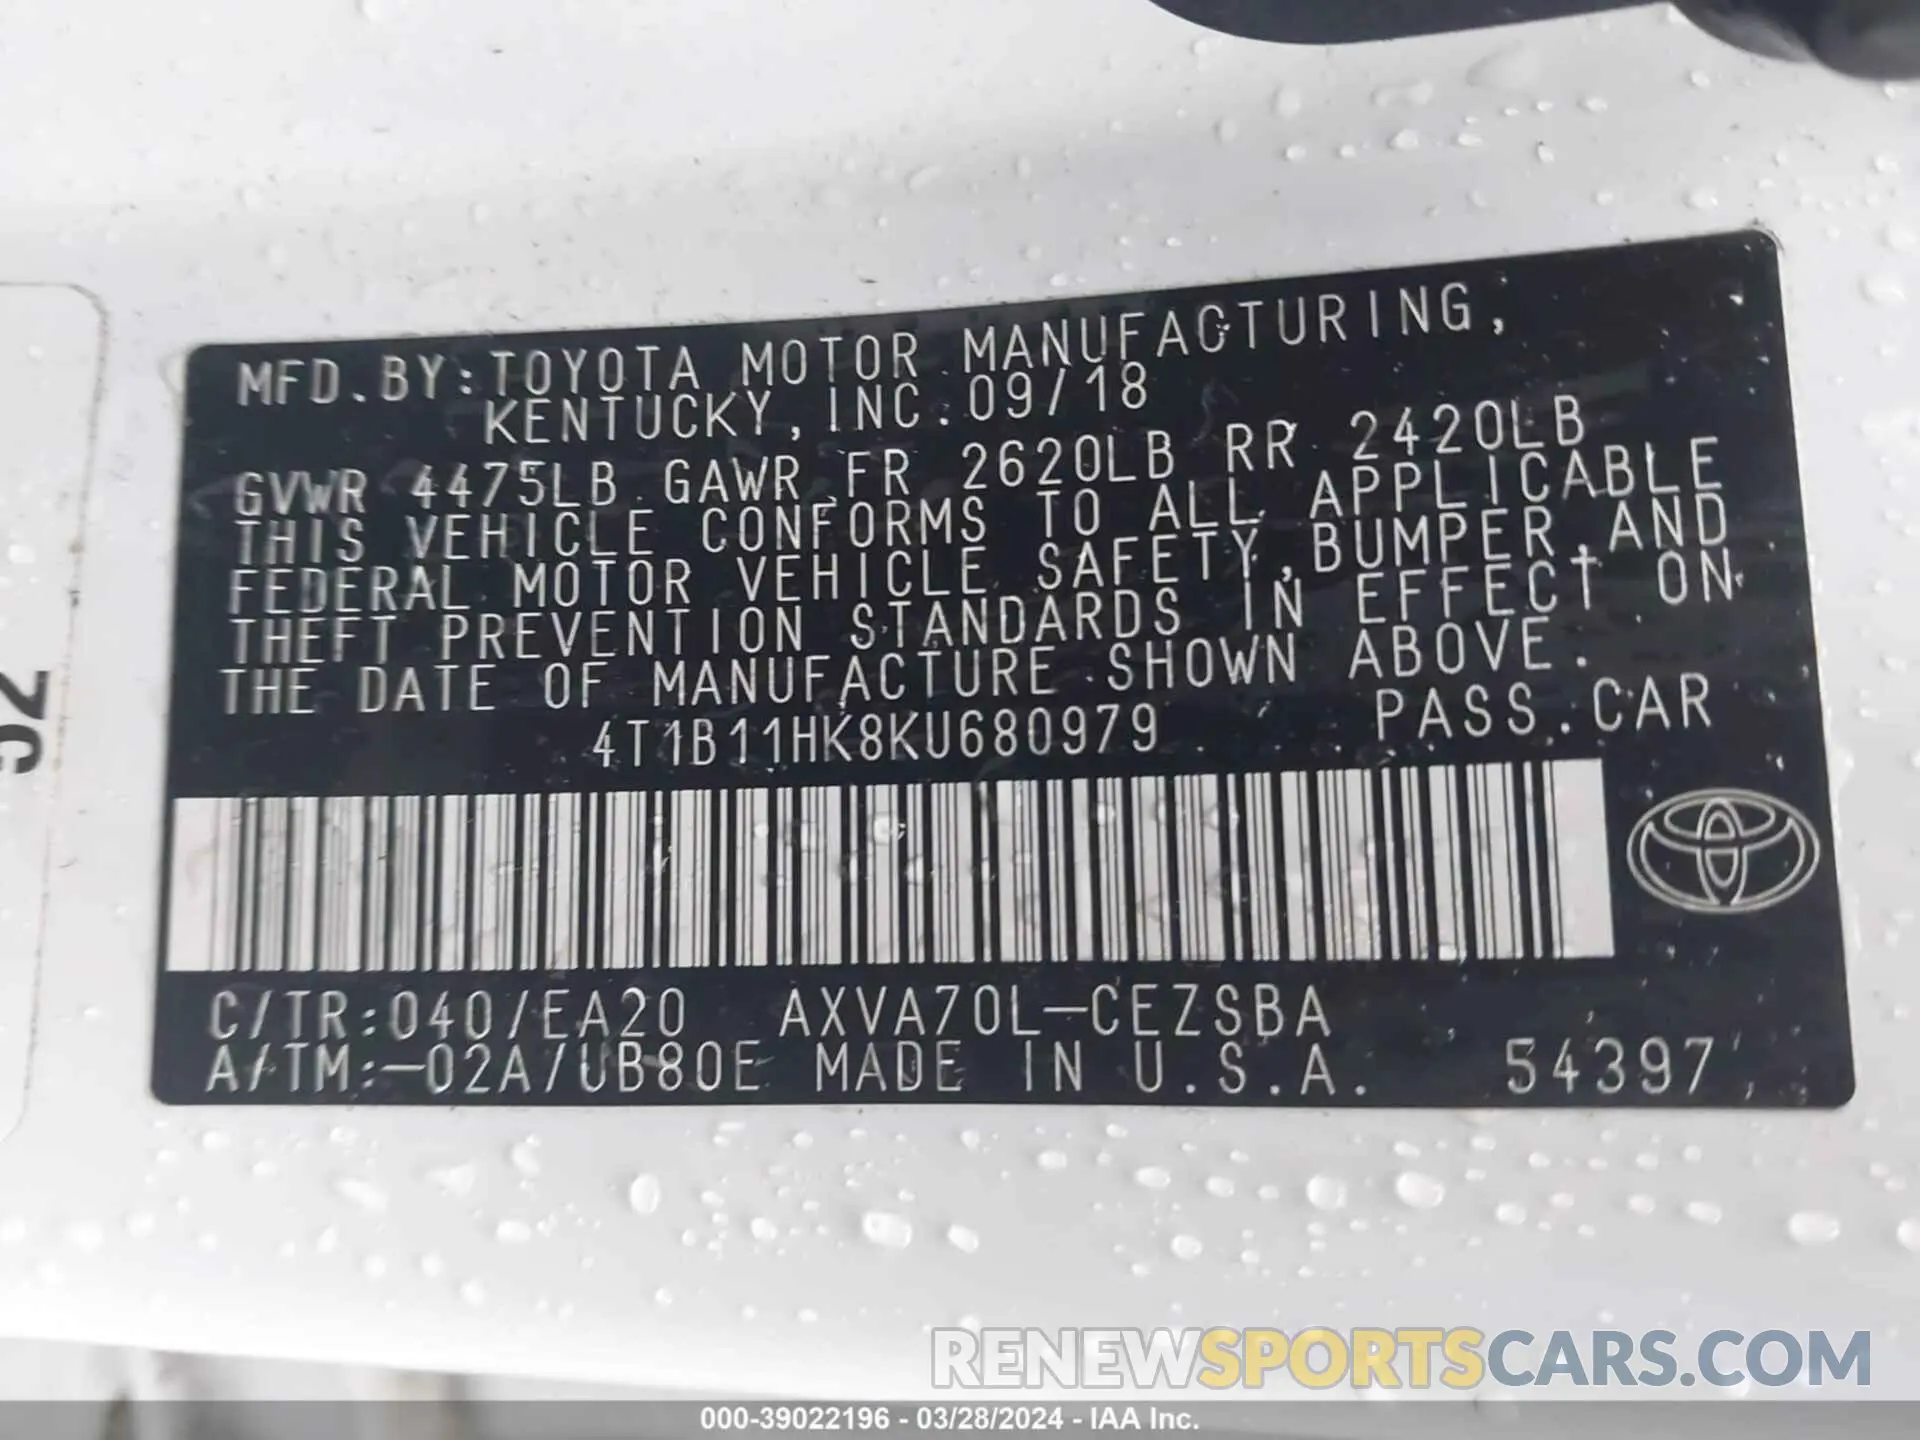 MFD.BY:TOYOTA MOTOR MANUFACTURING,
KENTUCKY,INC.09/18
GVWR 4475LB GAWR FR 2620LB RR 2420LB
THIS VEHICLE CONFORMS TO ALL APPLICABLE
FEDERAL MOTOR VEHICLE SAFETY,BUMPER,AND
THEFT PREVENTION STANDARDS IN EFFECT ON
THE DATE OF MANUFACTURE SHOWN ABOVE.
4T1B11HK8KU680979 PASS.CAR
C/TR:040/EA20 AXVA70L-CEZSBA
A/TM:-02A/UB80E MADE IN U.S.A. 54397
RENEWSPORTSCARS.COM
000-39022196 - 03/28/2024 - IAA Inc.